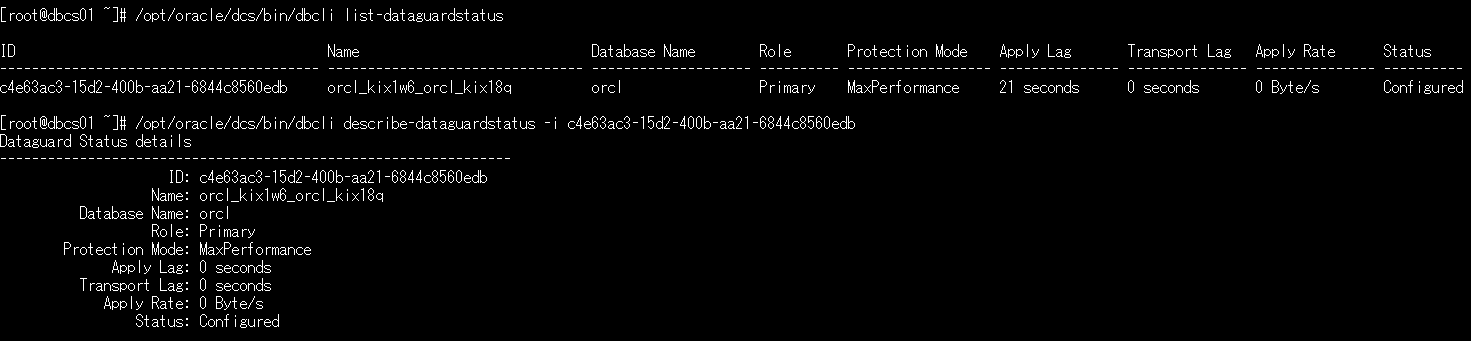 [root@dbcs01 ~]# /opt/oracle/dcs/bin/dbcli list-dataguardstatus
ID Name Database Name Role Protection Mode Apply Lag Transport Lag Apply Rate Status
---------------------------------------- -------------------------------- -------------------- ---------- ------------------ --------------- --------------- --------------- ----------
c4e63ac3-15d2-400b-aa21-6844c8560edb orcl_kix1w6_orcl_kix18q orcl Primary MaxPerformance 21 seconds 0 seconds 0 Byte/s Configured
[root@dbcs01 ~]# /opt/oracle/dcs/bin/dbcli describe-dataguardstatus -i c4e63ac3-15d2-400b-aa21-6844c8560edb
Dataguard Status details
----------------------------------------------------------------
ID: c4e63ac3-15d2-400b-aa21-6844c8560edb
Name: orcl_kix1w6_orcl_kix18q
Database Name: orcl
Role: Primary
Protection Mode: MaxPerformance
Apply Lag: 0 seconds
Transport Lag: 0 seconds
Apply Rate: 0 Byte/s
Status: Configured